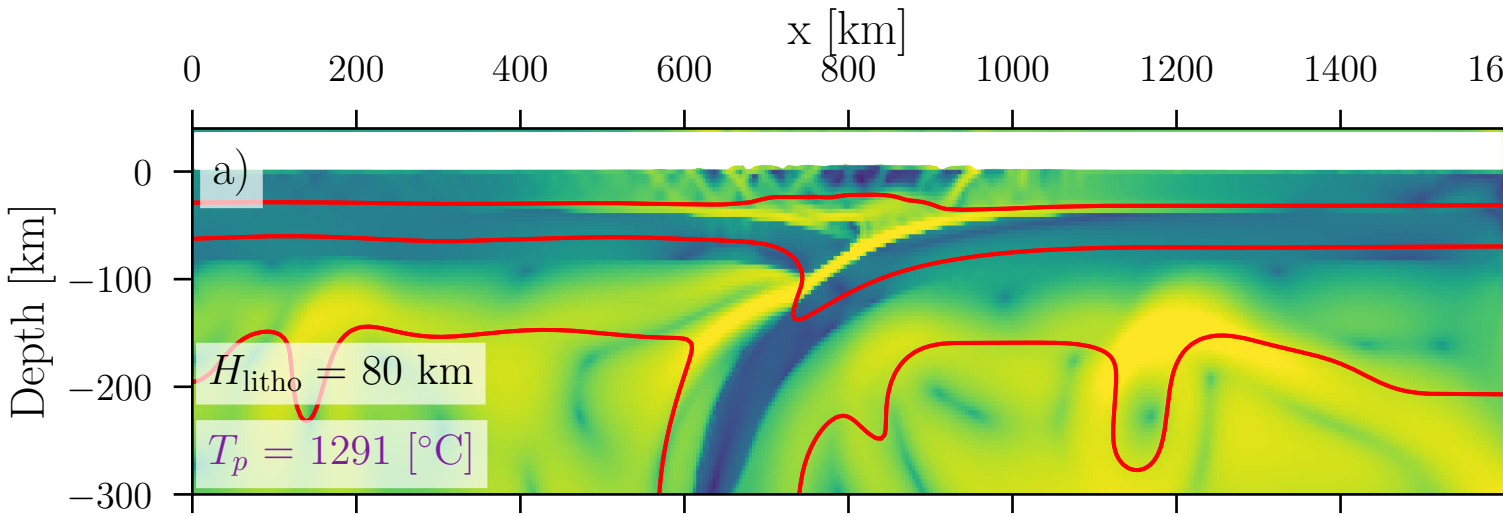 x [km]
0 200 400 600 800 1000 1200 1400 16
a)
0
−100
−200
−300
Depth [km]
H_litho = 80 km
T_p = 1291 [°C]